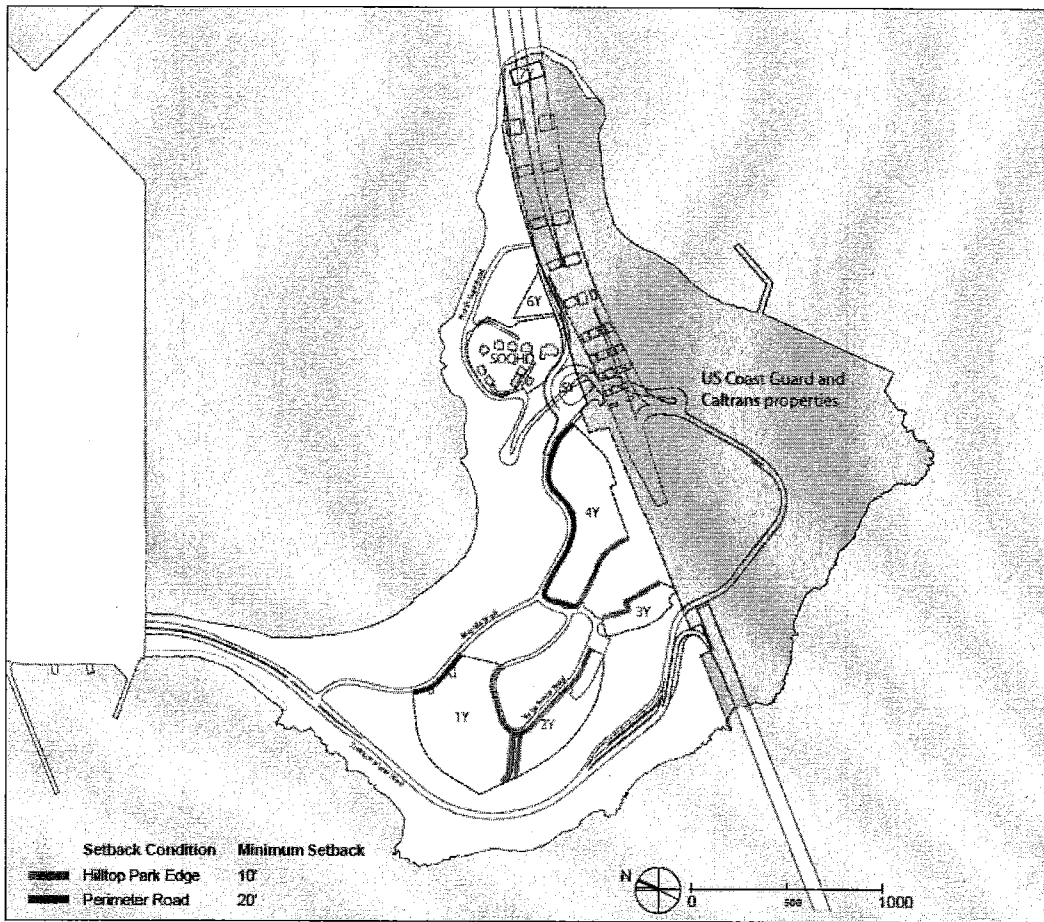 6Y
US Coast Guard and
Caltrans properties
4Y
3Y
1Y
2Y
Setback Condition Minimum Setback
Hilltop Park Edge 10'
Perimeter Road 20'
N
0 500 1000